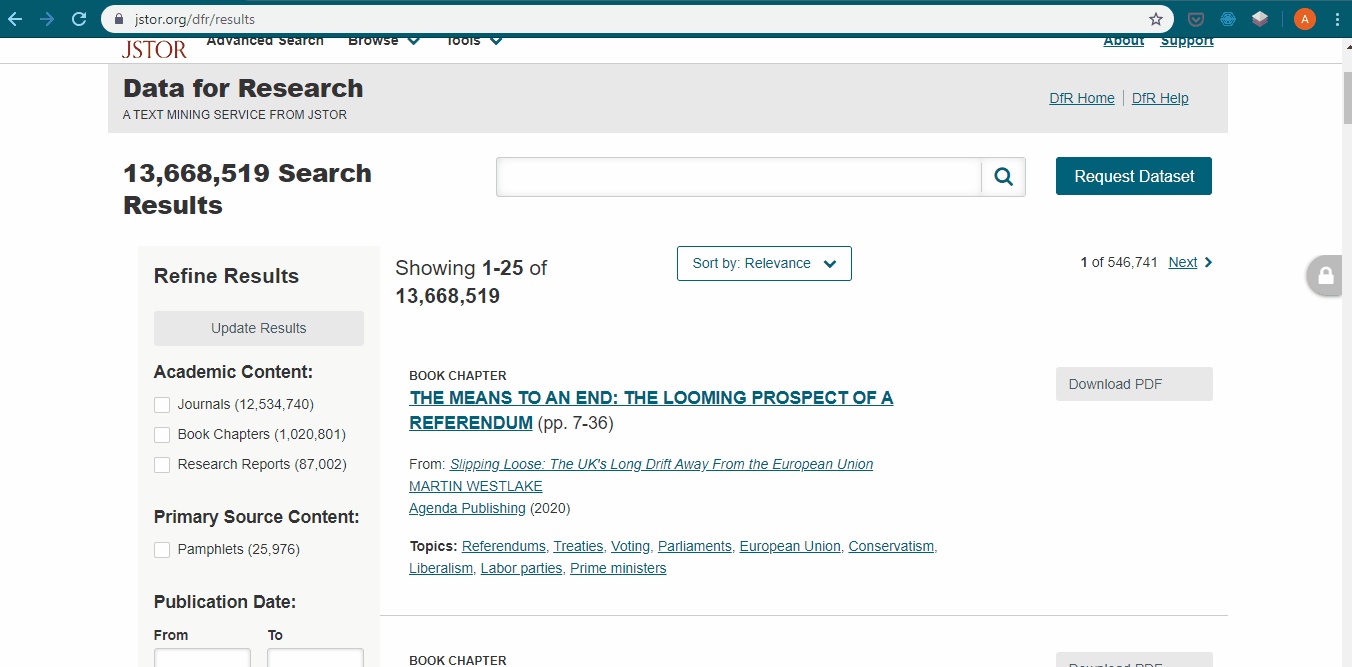 jstor.org/dfr/results
A
JSTOR Advanced Search Browse Tools About Support
Data for Research
A TEXT MINING SERVICE FROM JSTOR
DfR Home DfR Help
13,668,519 Search
Results
Request Dataset
Refine Results
Showing 1-25 of
13,668,519
Sort by: Relevance
1 of 546,741 Next
Update Results
Academic Content:
Journals (12,534,740)
Book Chapters (1,020,801)
Research Reports (87,002)
Primary Source Content:
Pamphlets (25,976)
Publication Date:
From To
BOOK CHAPTER
THE MEANS TO AN END: THE LOOMING PROSPECT OF A
REFERENDUM (pp. 7-36)
Download PDF
From: Slipping Loose: The UK's Long Drift Away From the European Union
MARTIN WESTLAKE
Agenda Publishing (2020)
Topics: Referendums, Treaties, Voting, Parliaments, European Union, Conservatism,
Liberalism, Labor parties, Prime ministers
BOOK CHAPTER
Download PDF